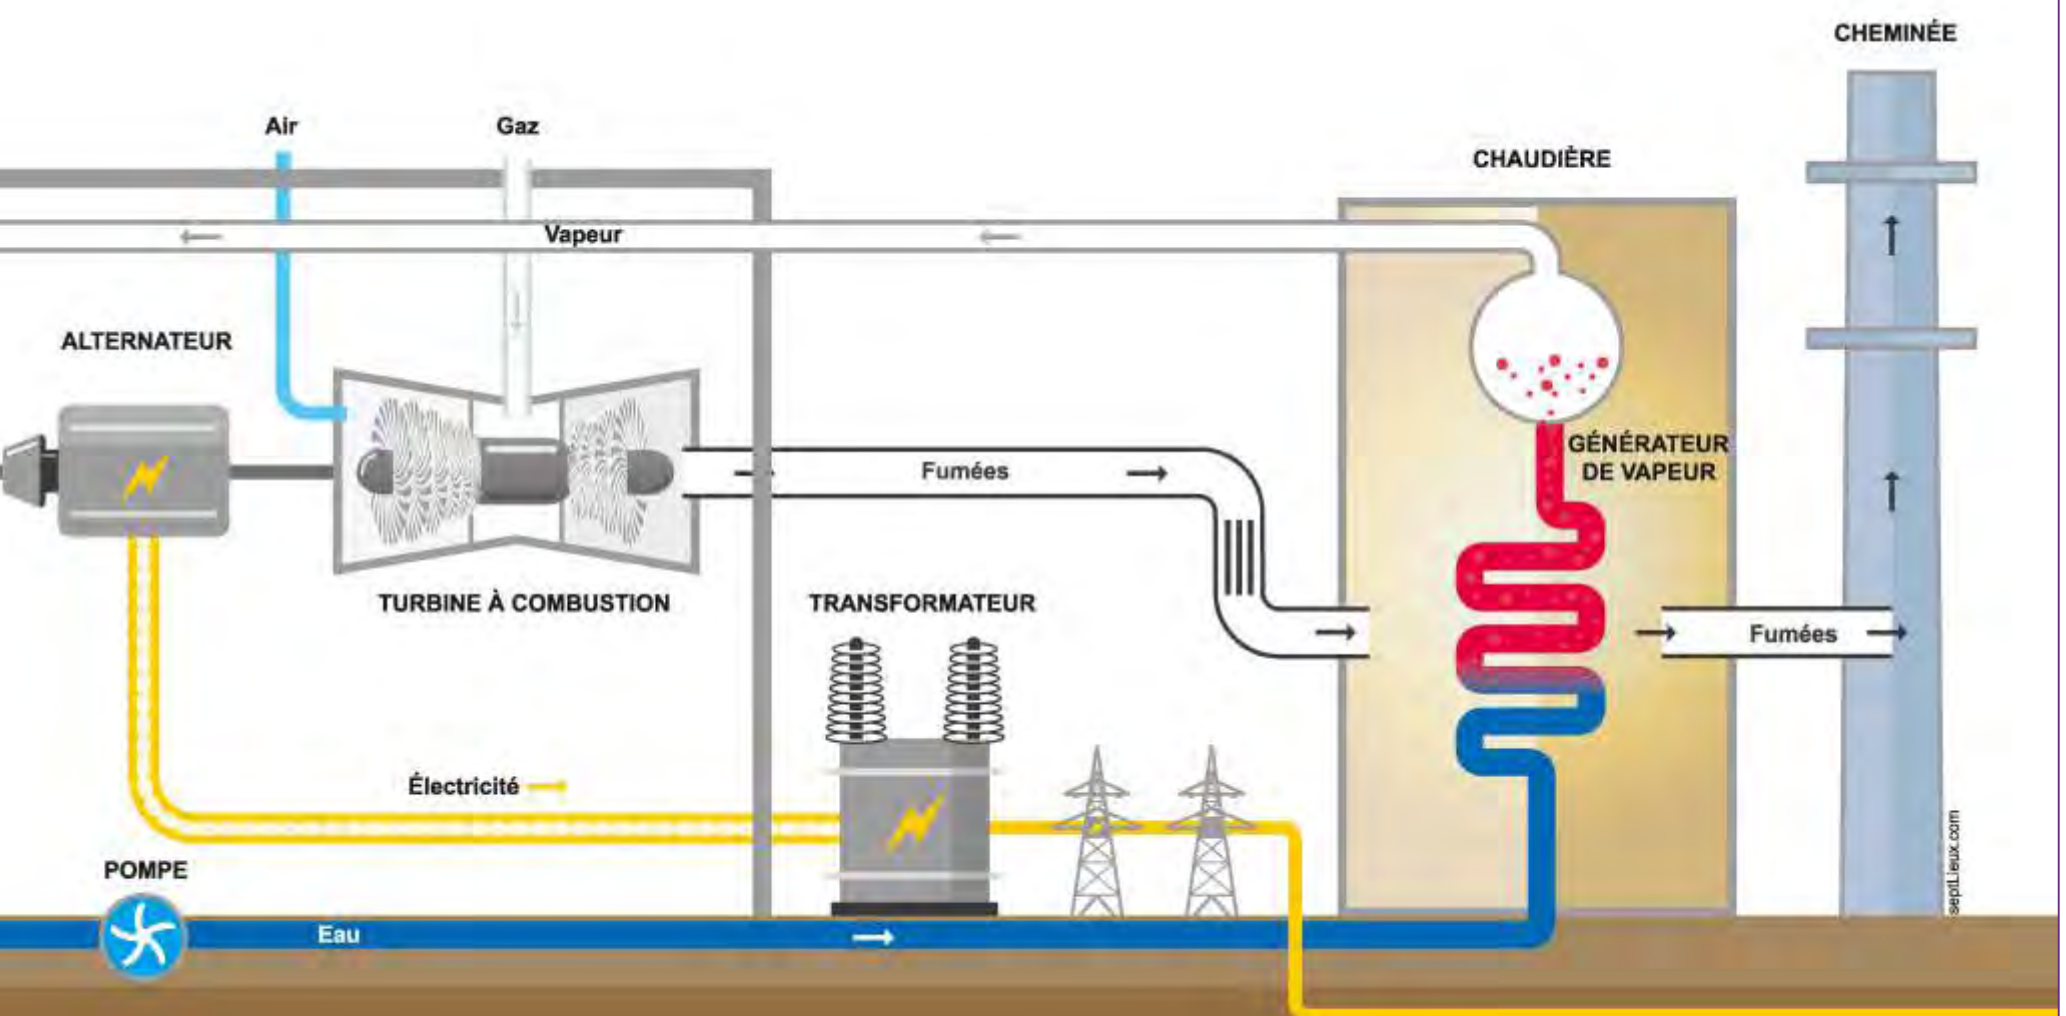 CHEMINÉE
Air
Gaz
CHAUDIÈRE
Vapeur
ALTERNATEUR
GÉNÉRATEUR
DE VAPEUR
Fumées
TURBINE À COMBUSTION
TRANSFORMATEUR
Fumées
Électricité
POMPE
Eau
septLieux.com